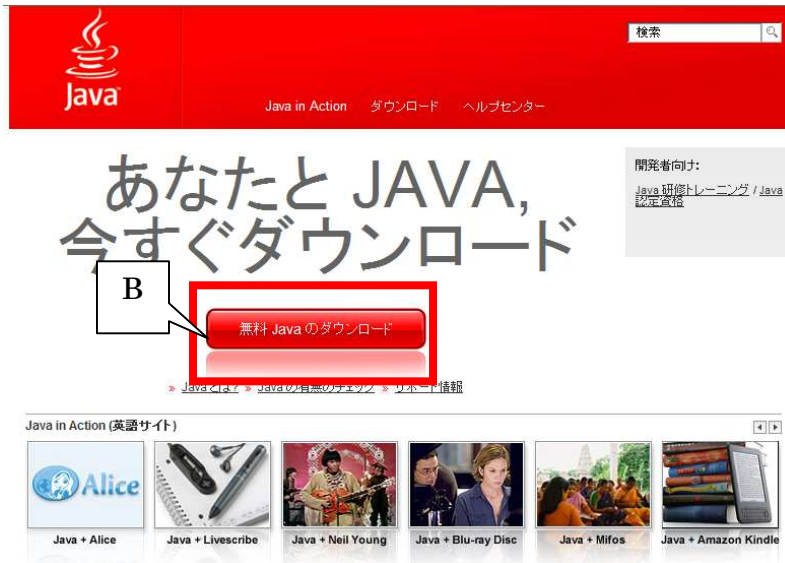 検索
Java
Java in Action ダウンロード ヘルプセンター
あなたと JAVA,
今すぐダウンロード
開発者向け:
Java 研修トレーニング / Java
認定資格
B
無料 Java のダウンロード
» Javaとは? » Java の有無のチェック » サポート情報
Java in Action (英語サイト)
Alice
Java + Alice
Java + Livescribe
Java + Neil Young
Java + Blu-ray Disc
Java + Mifos
Java + Amazon Kindle